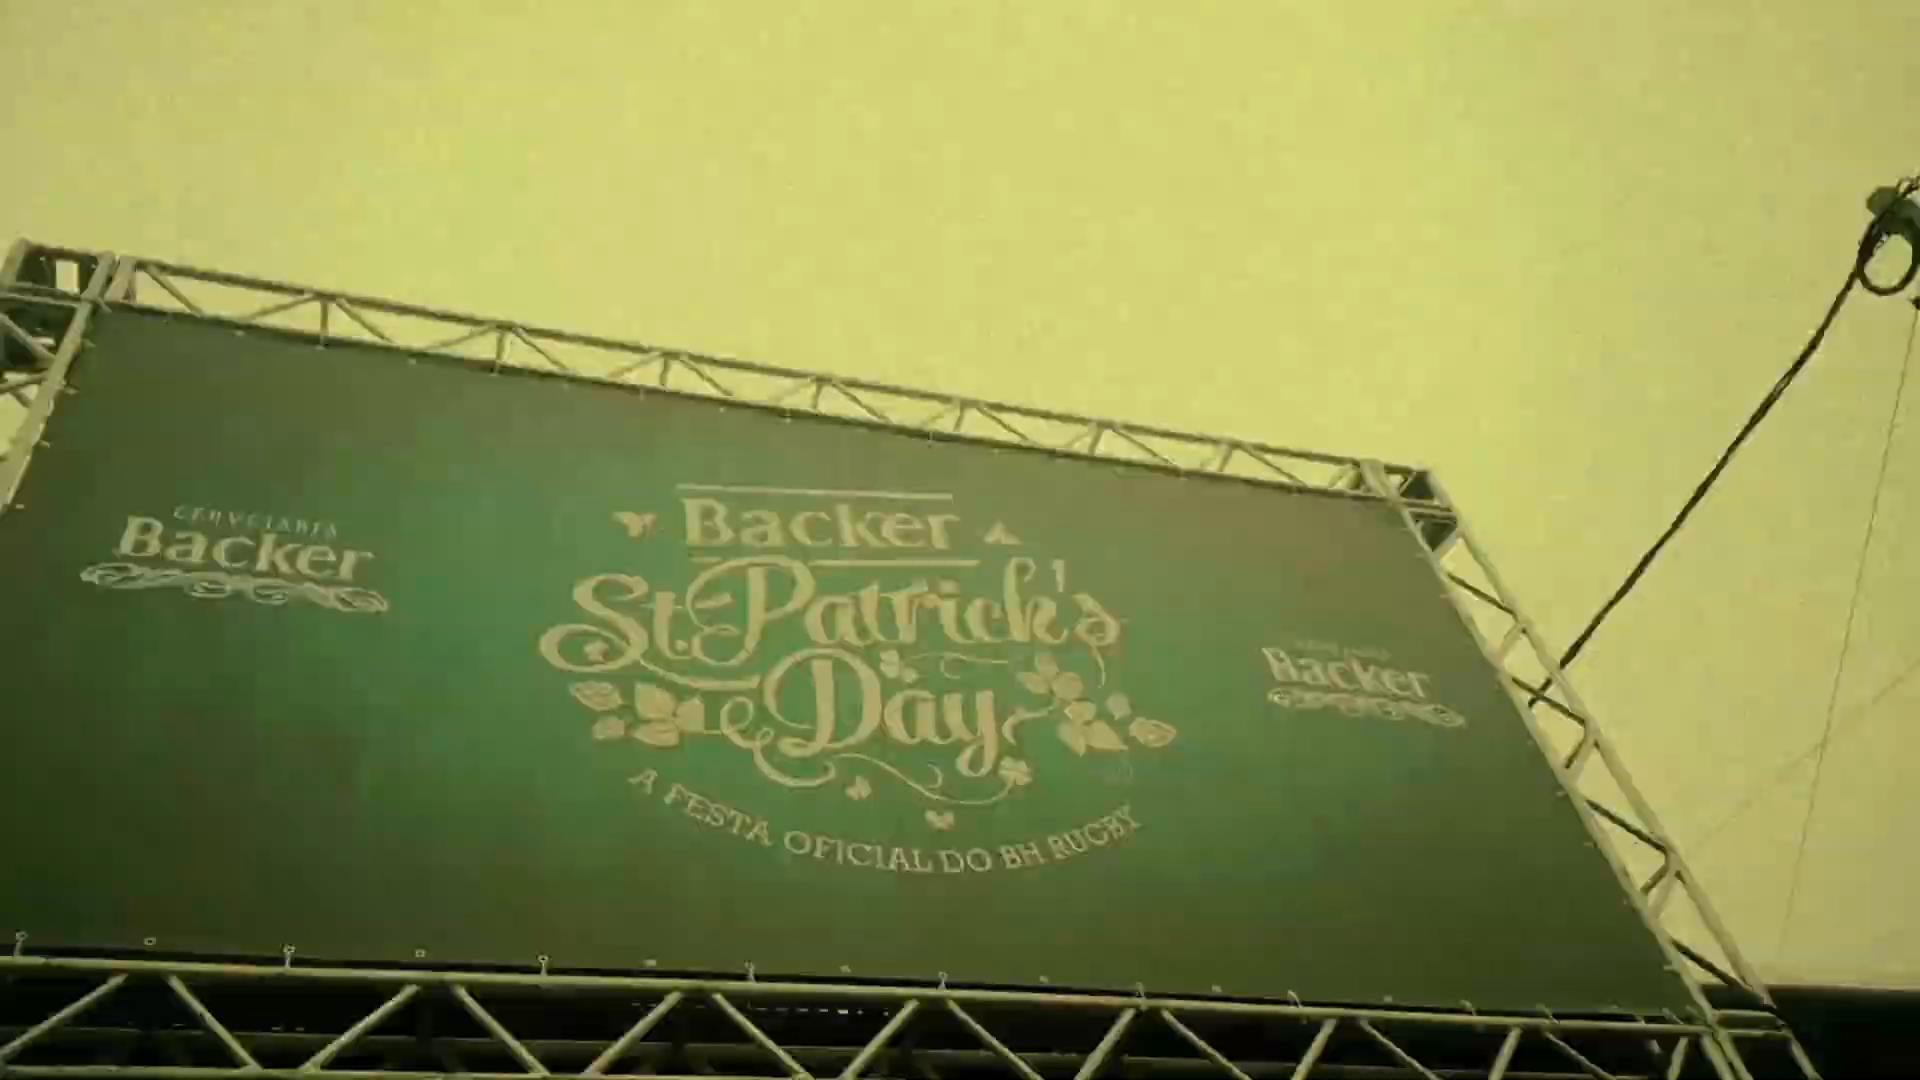 CERVEJARIA
Backer
Backer
St. Patrick's
Day
A FESTA OFICIAL DO BH RUGBY
Backer